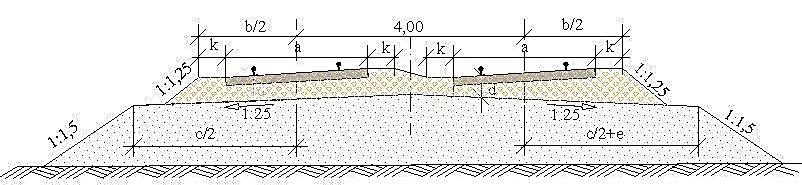 b/2 4,00 b/2
k a k k a k
1:1,25 1:1,25
d
1:1,5 1:25 1:25 1:1,5
c/2 c/2+e